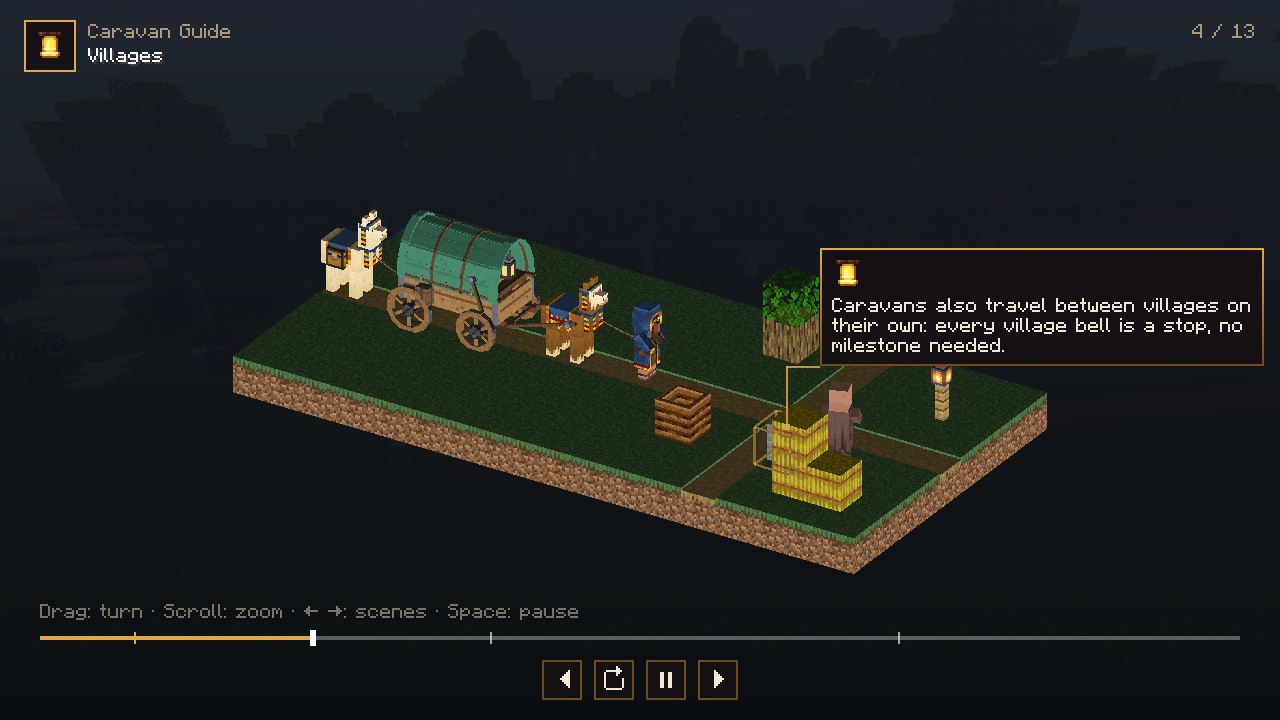 Caravan Guide
Villages
4 / 13
Caravans also travel between villages on
their own: every village bell is a stop, no
milestone needed.
Drag: turn · Scroll: zoom · ← →: scenes · Space: pause